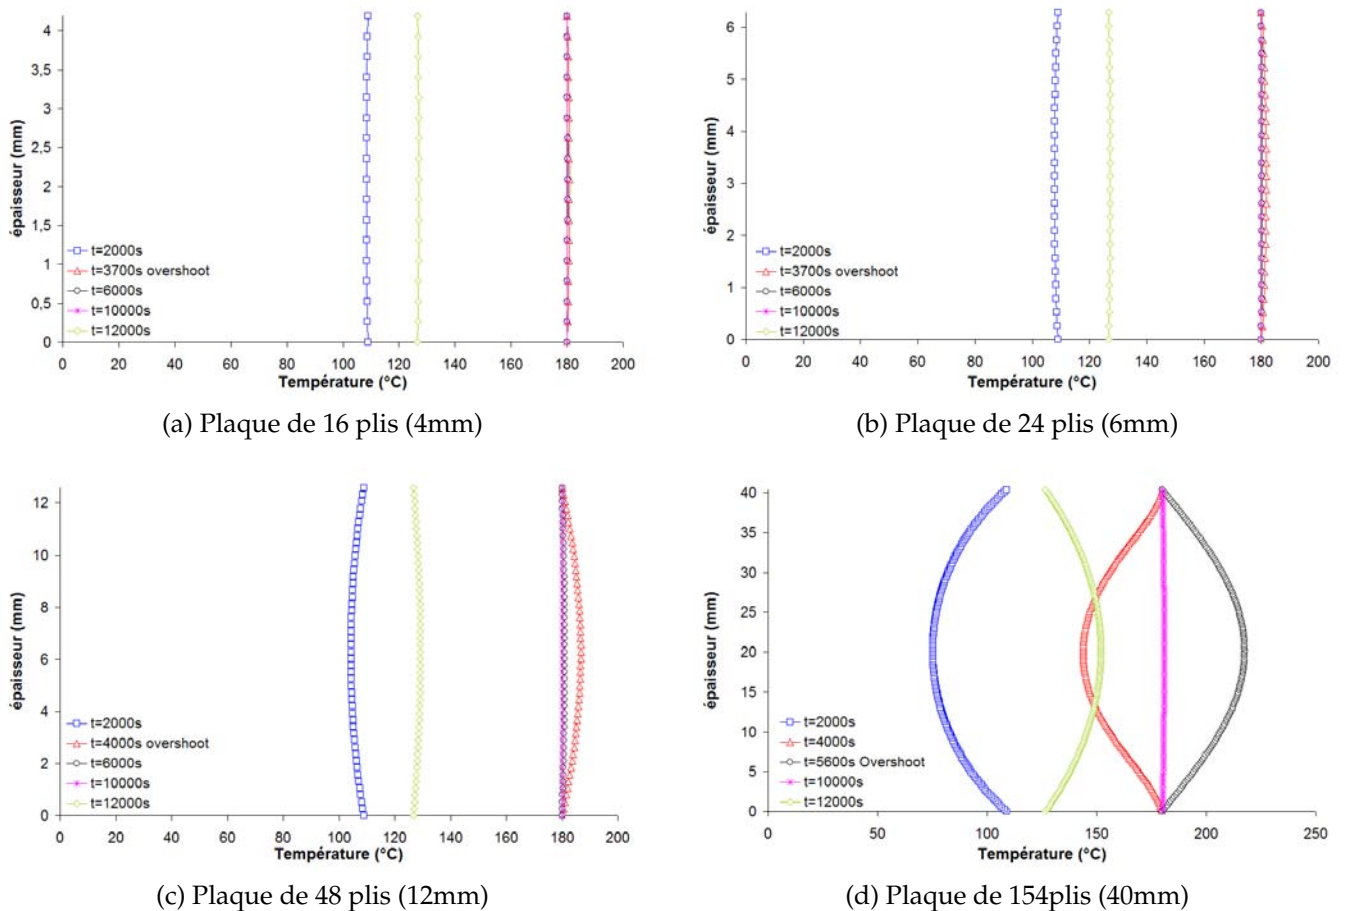 4
3,5
3
2,5
2
1,5
1
0,5
0
épaisseur (mm)
t=2000s
t=3700s overshoot
t=6000s
t=10000s
t=12000s
0 20 40 60 80 100 120 140 160 180 200
Température (°C)
(a) Plaque de 16 plis (4mm)
6
5
4
3
2
1
0
épaisseur (mm)
t=2000s
t=3700s overshoot
t=6000s
t=10000s
t=12000s
0 20 40 60 80 100 120 140 160 180 200
Température (°C)
(b) Plaque de 24 plis (6mm)
12
10
8
6
4
2
0
épaisseur (mm)
t=2000s
t=4000s overshoot
t=6000s
t=10000s
t=12000s
0 20 40 60 80 100 120 140 160 180 200
Température (°C)
(c) Plaque de 48 plis (12mm)
40
35
30
25
20
15
10
5
0
épaisseur (mm)
t=2000s
t=4000s
t=5600s Overshoot
t=10000s
t=12000s
0 50 100 150 200 250
Température (°C)
(d) Plaque de 154plis (40mm)